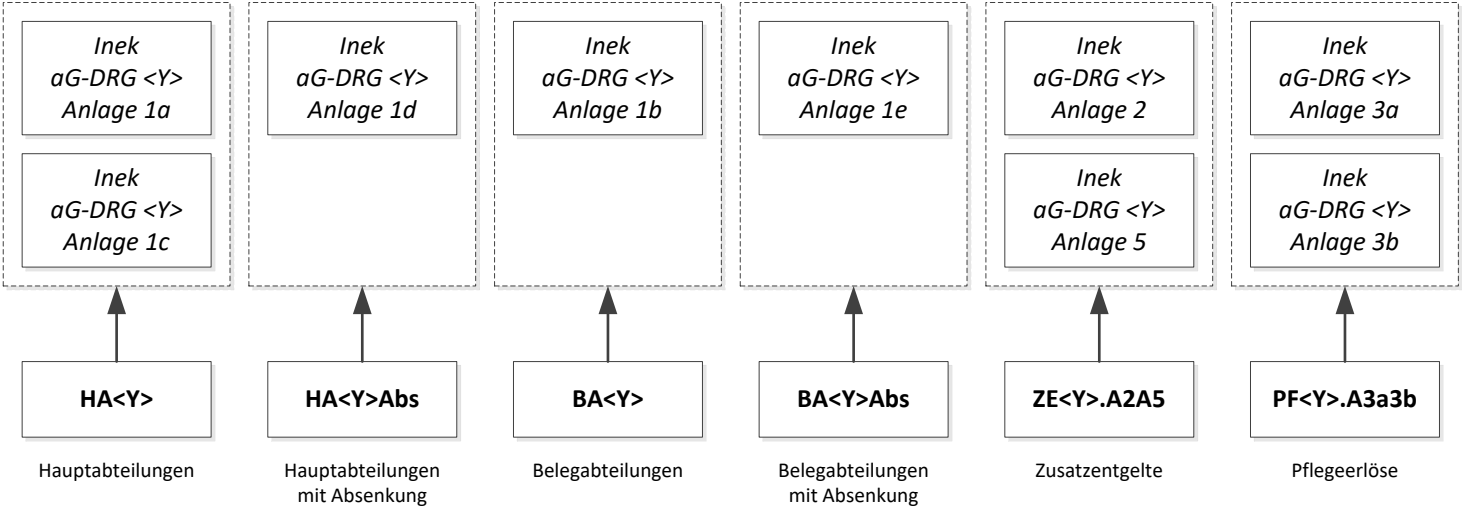 Inek
aG-DRG <Y>
Anlage 1a
Inek
aG-DRG <Y>
Anlage 1c
HA<Y>
Hauptabteilungen
Inek
aG-DRG <Y>
Anlage 1d
HA<Y>Abs
Hauptabteilungen
mit Absenkung
Inek
aG-DRG <Y>
Anlage 1b
BA<Y>
Belegabteilungen
Inek
aG-DRG <Y>
Anlage 1e
BA<Y>Abs
Belegabteilungen
mit Absenkung
Inek
aG-DRG <Y>
Anlage 2
Inek
aG-DRG <Y>
Anlage 5
ZE<Y>.A2A5
Zusatzentgelte
Inek
aG-DRG <Y>
Anlage 3a
Inek
aG-DRG <Y>
Anlage 3b
PF<Y>.A3a3b
Pflegeerlöse